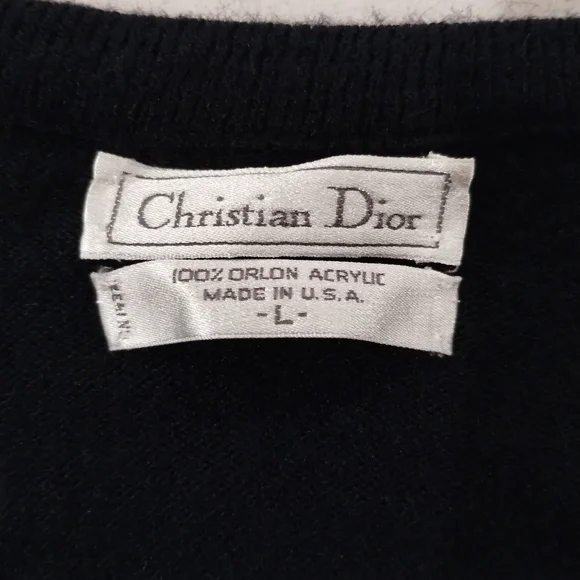 Christian Dior
100% ORLON ACRYLIC
MADE IN U.S.A.
-L-